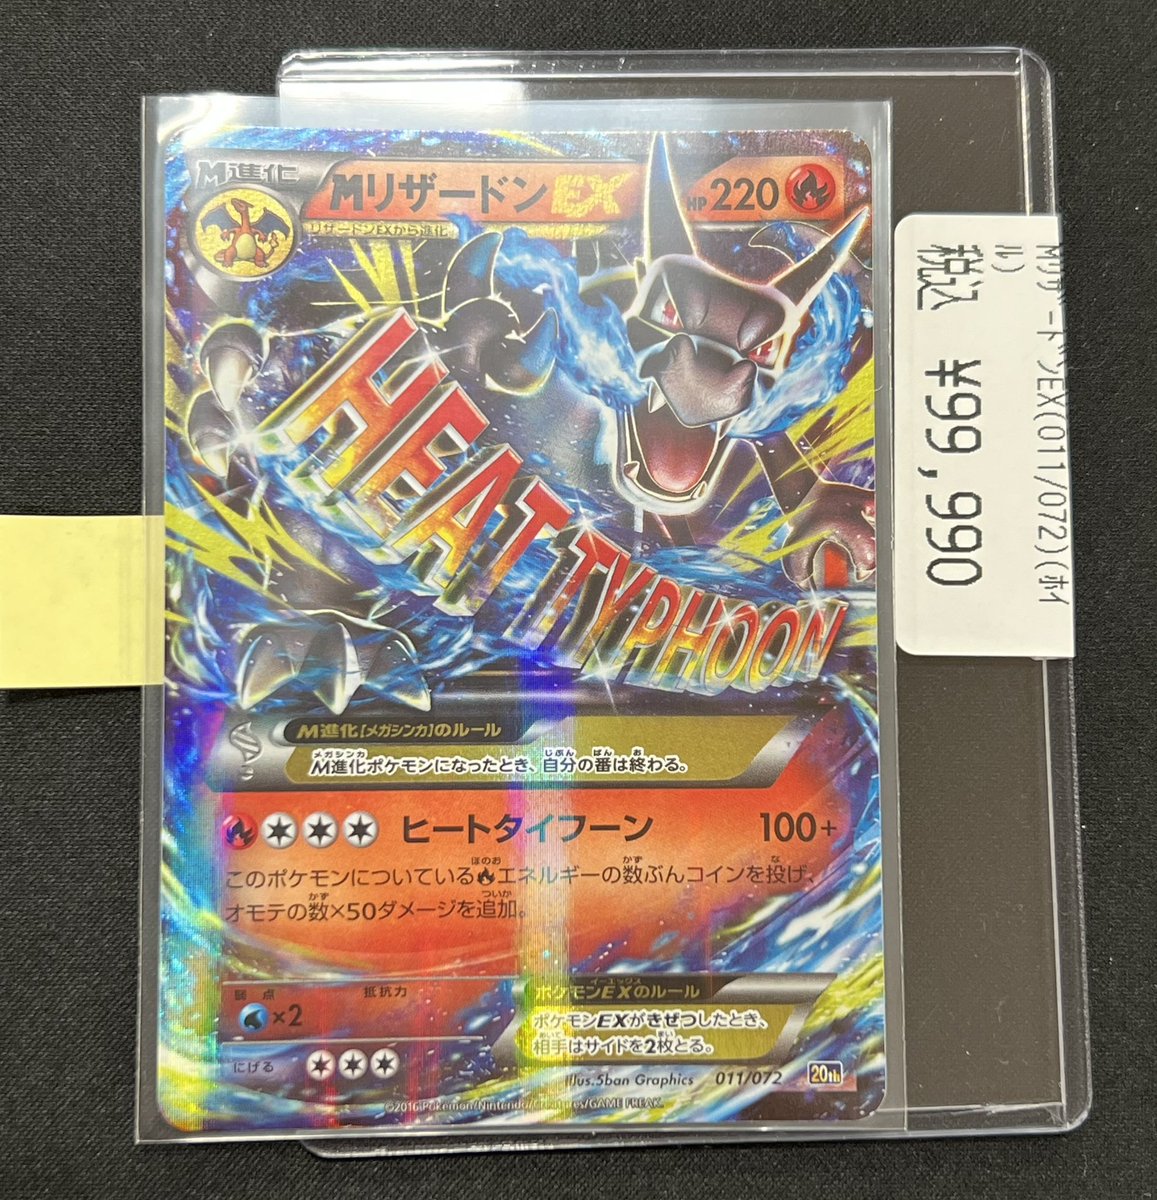 M進化
MリザードンEX
HP220
リザードンEXから進化
HEAT TYPHOON
M進化[メガシンカ]のルール
M進化ポケモンになったとき、自分の番は終わる。
ヒートタイフーン 100+
このポケモンについているエネルギーの数ぶんコインを投げ、
オモテの数×50ダメージを追加。
弱点 抵抗力
×2
にげる
ポケモンEXのルール
ポケモンEXがきぜつしたとき、
相手はサイドを2枚とる。
Illus.5ban Graphics 011/072 20th
©2016 Pokémon/Nintendo/Creatures/GAME FREAK.
MリザードンEX(011/072)(ホイ
ル)
税込 ¥99,990